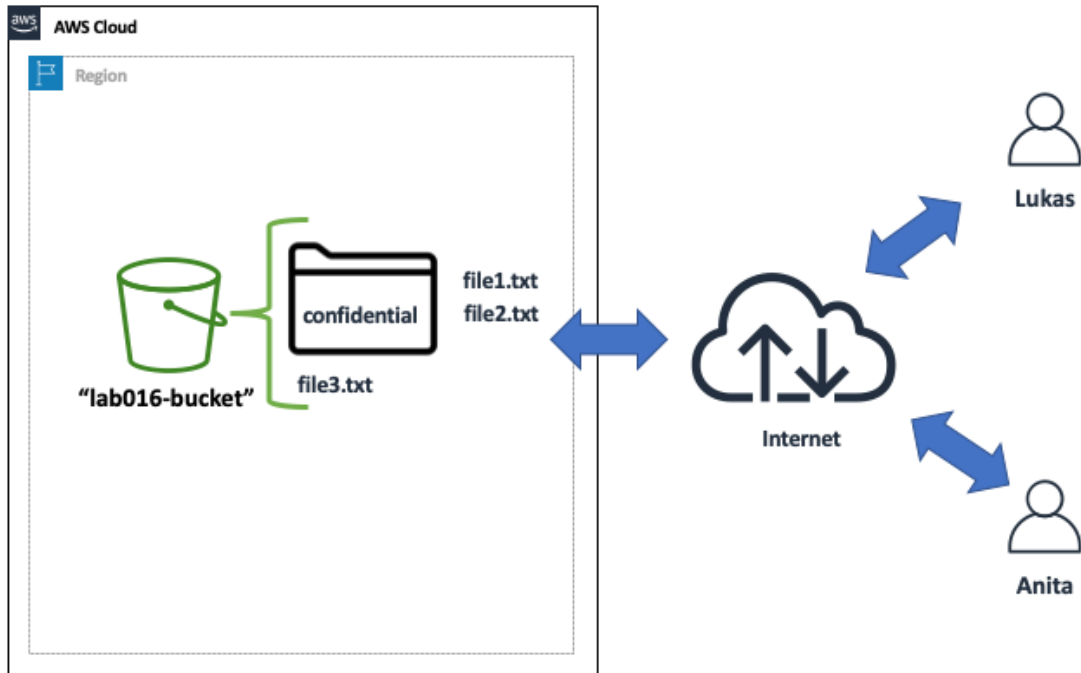 aws
AWS Cloud
Region
Lukas
confidential
file1.txt
file2.txt
file3.txt
“lab016-bucket”
Internet
Anita